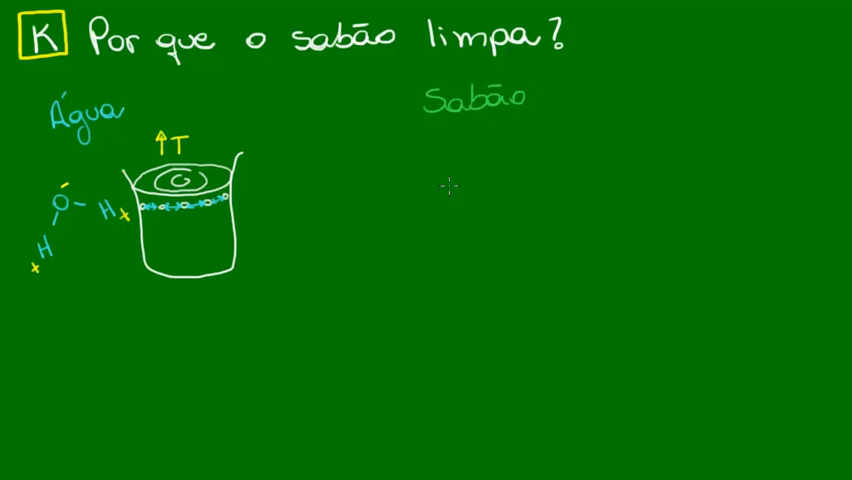 K Por que o sabão limpa?
Água
Sabão
↑T
O - H x
H
x